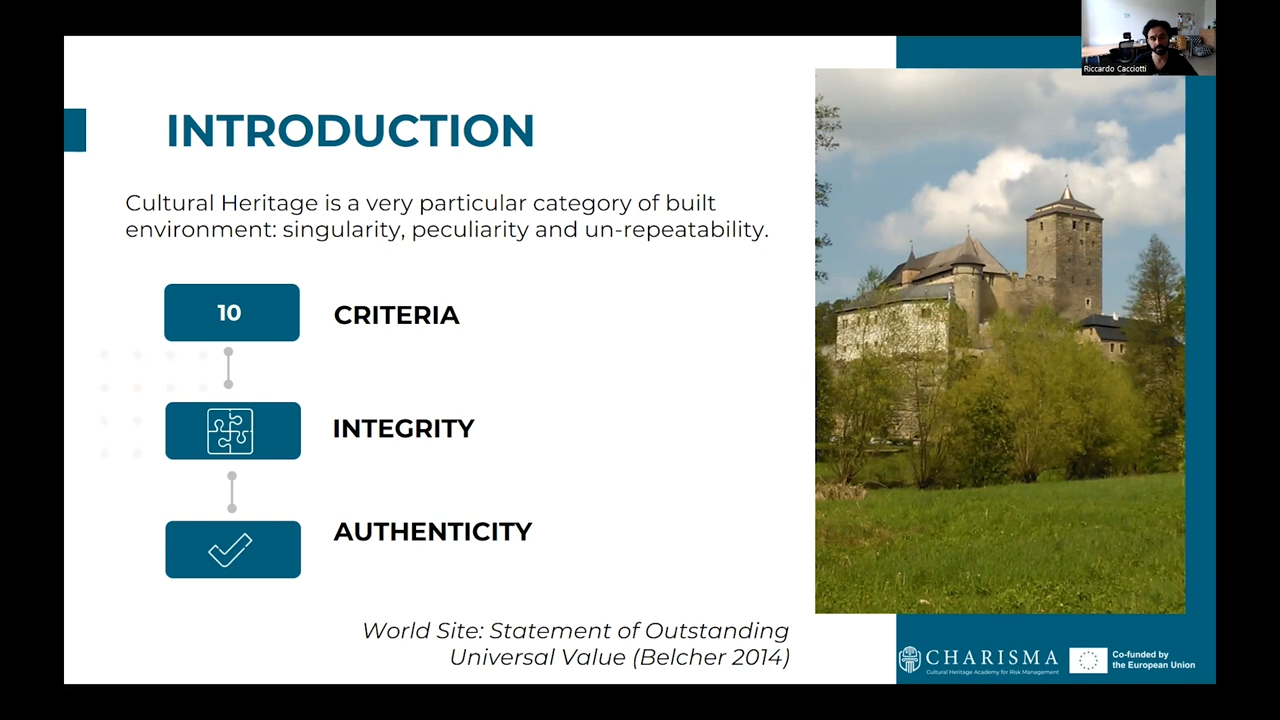 Riccardo Cacciotti
INTRODUCTION
Cultural Heritage is a very particular category of built
environment: singularity, peculiarity and un-repeatability.
10
CRITERIA
INTEGRITY
AUTHENTICITY
World Site: Statement of Outstanding
Universal Value (Belcher 2014)
CHARISMA
Cultural Heritage Academy for Risk Management
Co-funded by
the European Union